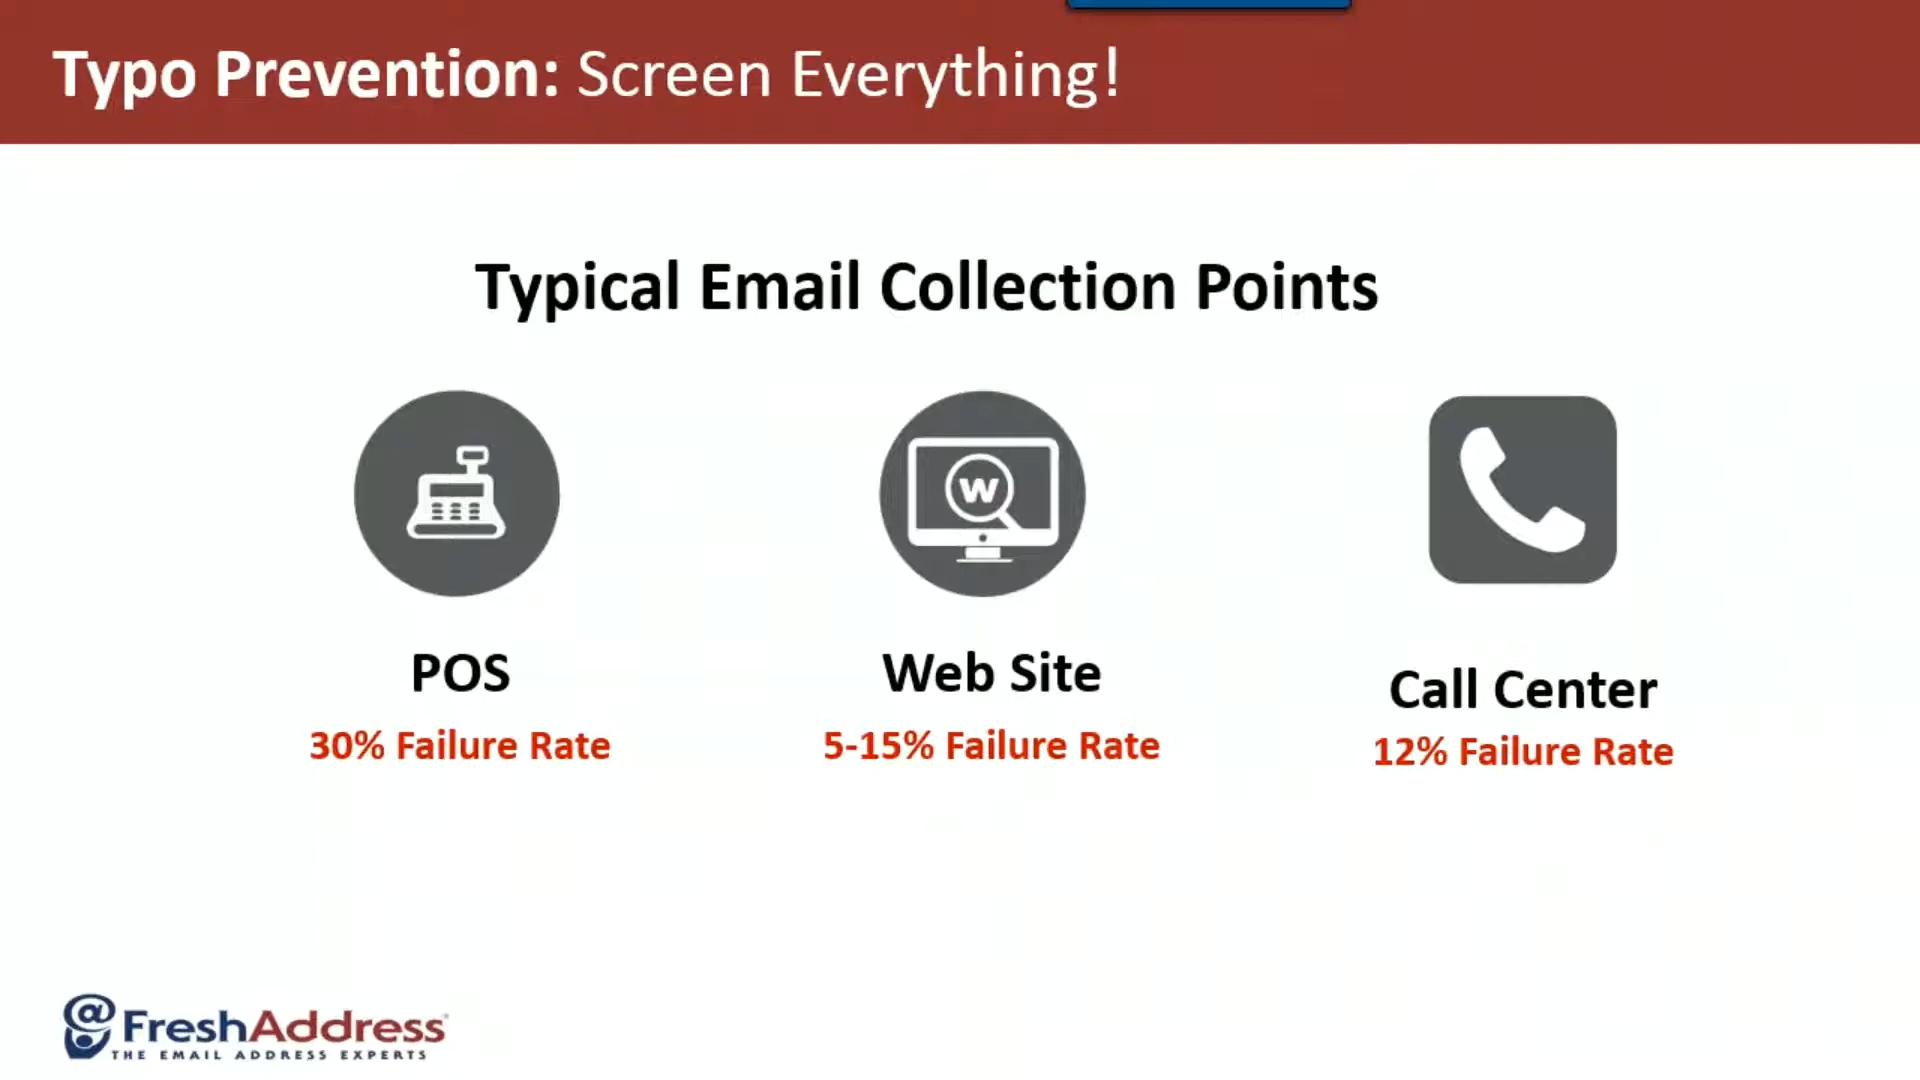 Typo Prevention: Screen Everything!
Typical Email Collection Points
W
POS
Web Site
Call Center
30% Failure Rate
5-15% Failure Rate
12% Failure Rate
@FreshAddress
THE EMAIL ADDRESS EXPERTS